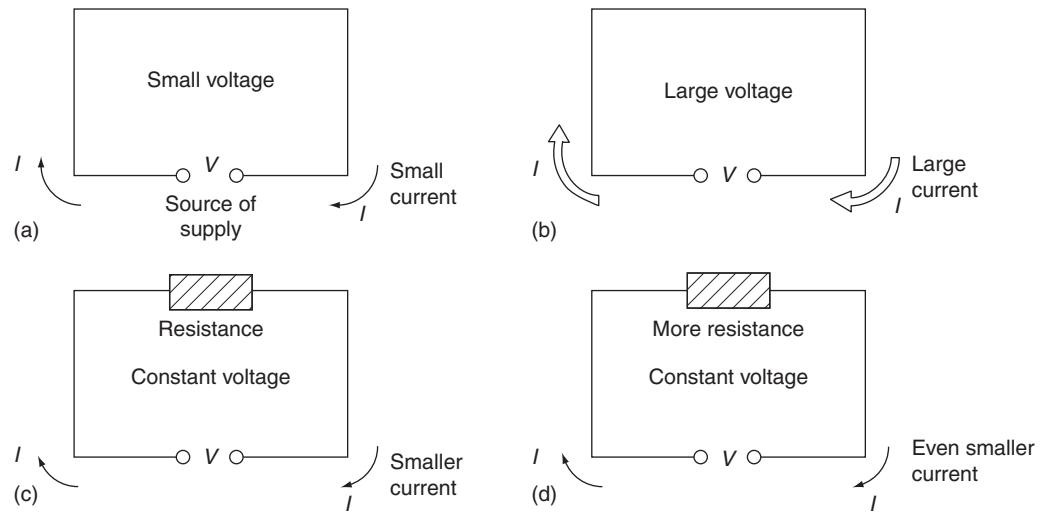 Small voltage
I
V
Source of
supply
I
Small
current
(a)
Large voltage
I
V
I
Large
current
(b)
Resistance
Constant voltage
I
V
I
Smaller
current
(c)
More resistance
Constant voltage
I
V
I
Even smaller
current
(d)